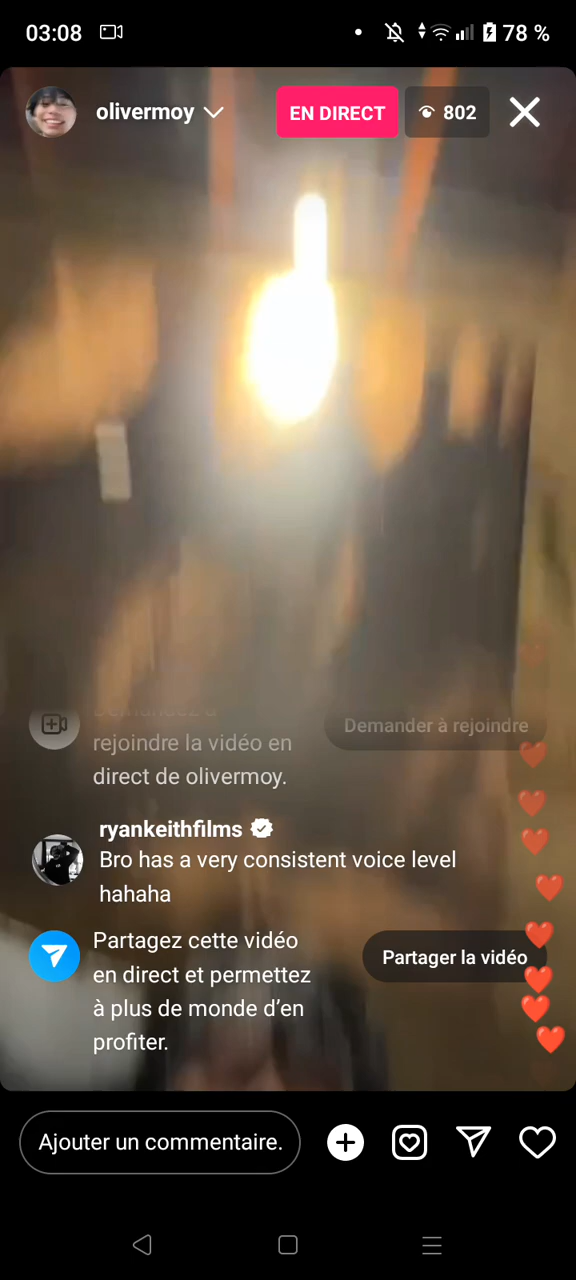 03:08
78 %
olivermoy
EN DIRECT
802
rejoindre la vidéo en
direct de olivermoy.
Demander à rejoindre
ryankeithfilms
Bro has a very consistent voice level
hahaha
Partagez cette vidéo
en direct et permettez
à plus de monde d’en
profiter.
Partager la vidéo
Ajouter un commentaire.